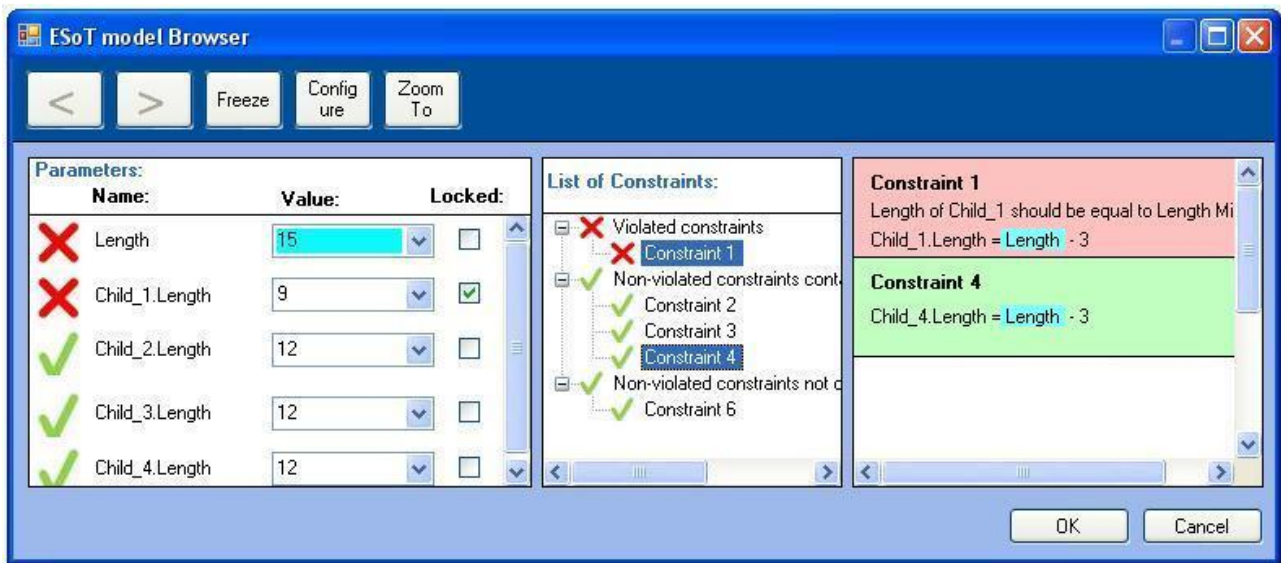 ESoT model Browser
<
>
Freeze
Config
ure
Zoom
To
Parameters:
Name: Value: Locked:
Length 15
Child_1.Length 9
Child_2.Length 12
Child_3.Length 12
Child_4.Length 12
List of Constraints:
Violated constraints
Constraint 1
Non-violated constraints cont
Constraint 2
Constraint 3
Constraint 4
Non-violated constraints not
Constraint 6
Constraint 1
Length of Child_1 should be equal to Length Mi
Child_1.Length = Length - 3
Constraint 4
Child_4.Length = Length - 3
OK
Cancel